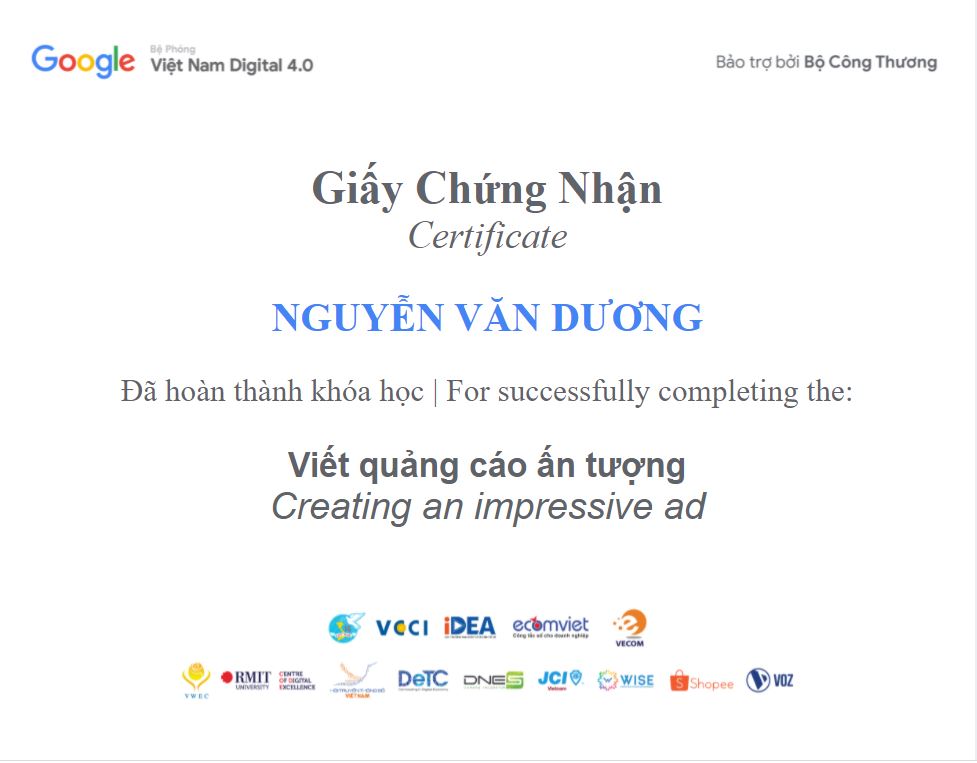 Google Bệ Phóng
Việt Nam Digital 4.0
Bảo trợ bởi Bộ Công Thương
Giấy Chứng Nhận
Certificate
NGUYỄN VĂN DƯƠNG
Đã hoàn thành khóa học | For successfully completing the:
Viết quảng cáo ấn tượng
Creating an impressive ad
VCCI iDEA ecomviet
Công tác số cho doanh nghiệp
VECOM
VWEC
RMIT UNIVERSITY
CENTRE OF DIGITAL EXCELLENCE
VIỆT NAM
DeTC
DNES
JCI Vietnam
WISE
Shopee
VOZ